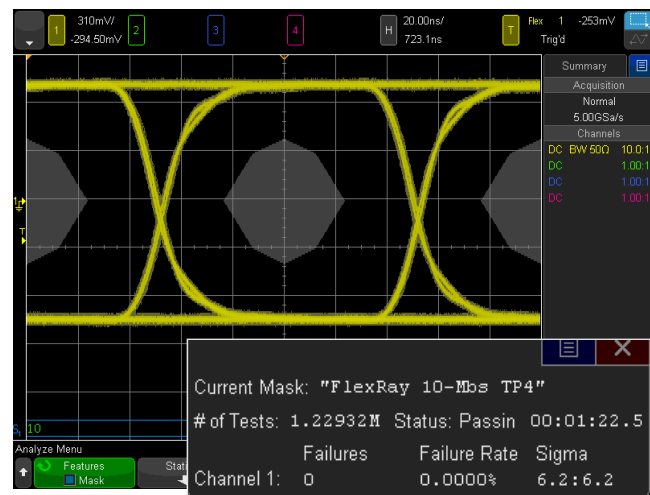 1 310mV/ -294.50mV 2 3 4 H 20.00ns/ 723.1ns T Flex 1 -253mV
Trig'd
Summary
Acquisition
Normal
5.00GSa/s
Channels
DC BW 50Ω 10.0:1
DC 1.00:1
DC 1.00:1
DC 1.00:1
1
T
S, 10
Current Mask: "FlexRay 10-Mbs TP4"
# of Tests: 1.22932M Status: Passin 00:01:22.5
Failures Failure Rate Sigma
Channel 1: 0 0.0000% 6.2:6.2
Analyze Menu
Features
Mask
Stati